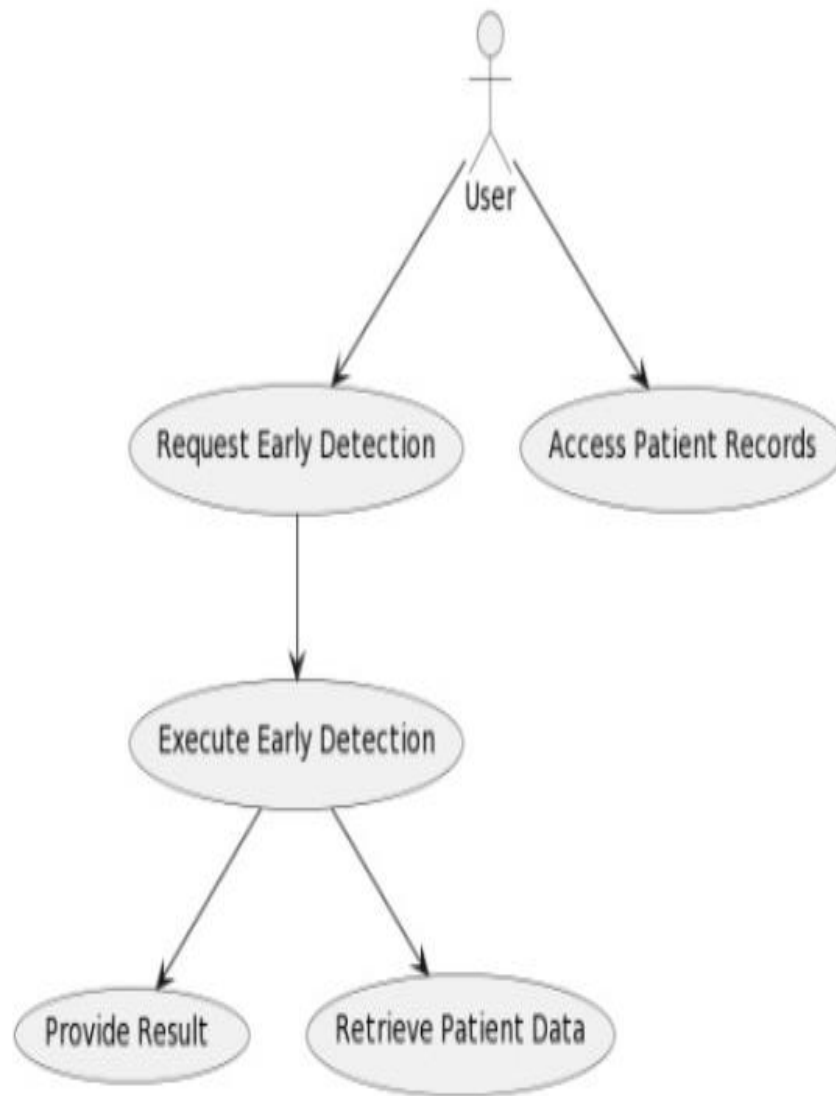 User
Request Early Detection
Access Patient Records
Execute Early Detection
Provide Result
Retrieve Patient Data